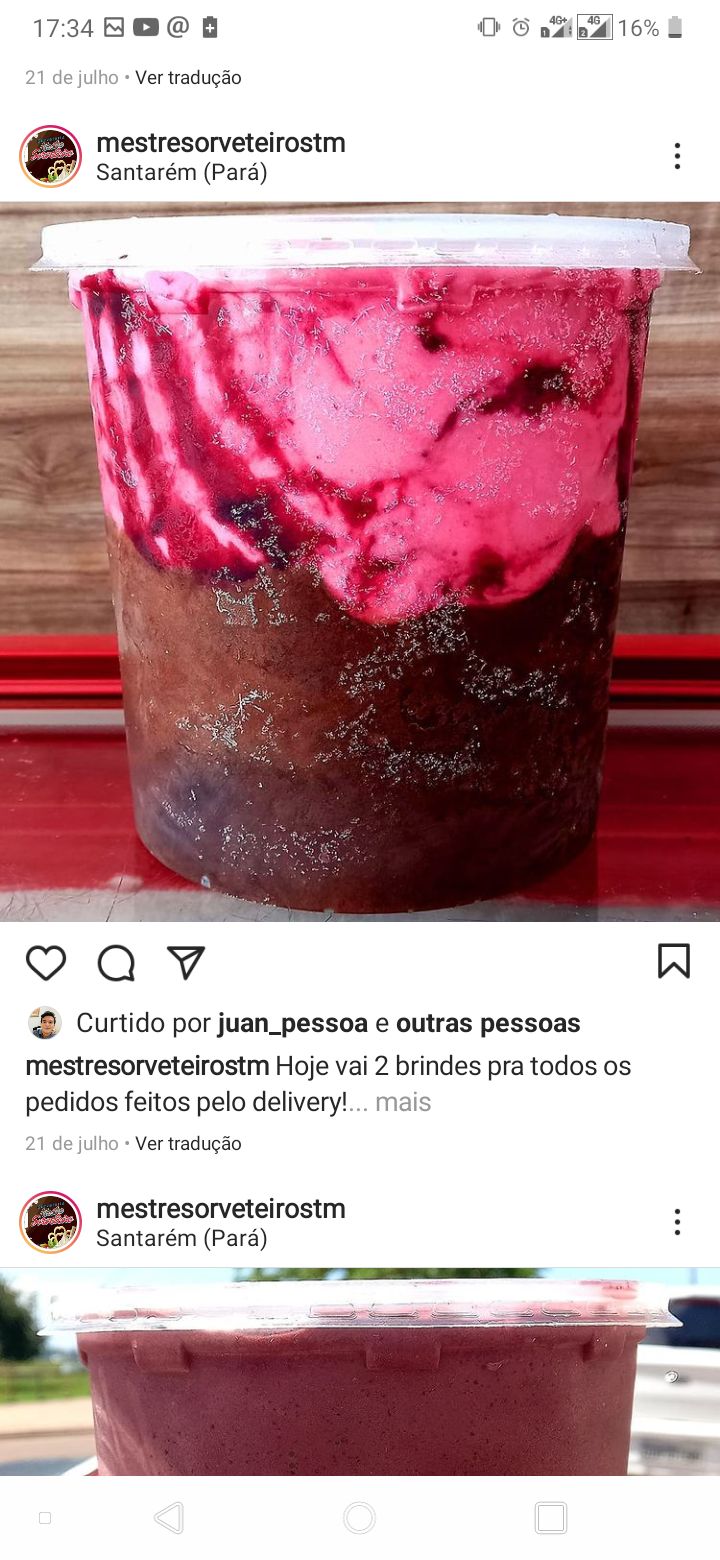 17:34 @ 4G+ 1 4G 2 16%
21 de julho • Ver tradução
mestresorveteirostm
Santarém (Pará)
Curtido por juan_pessoa e outras pessoas
mestresorveteirostm Hoje vai 2 brindes pra todos os
pedidos feitos pelo delivery!... mais
21 de julho • Ver tradução
mestresorveteirostm
Santarém (Pará)